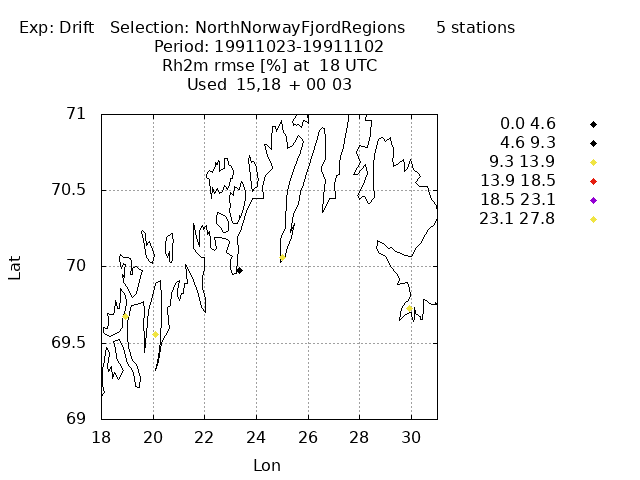 Exp: Drift   Selection: NorthNorwayFjordRegions      5 stations
Period: 19911023-19911102
Rh2m rmse [%] at  18 UTC
Used  15,18 + 00 03
71
70.5
70
69.5
69
Lat
18 20 22 24 26 28 30
Lon
0.0 4.6
4.6 9.3
9.3 13.9
13.9 18.5
18.5 23.1
23.1 27.8